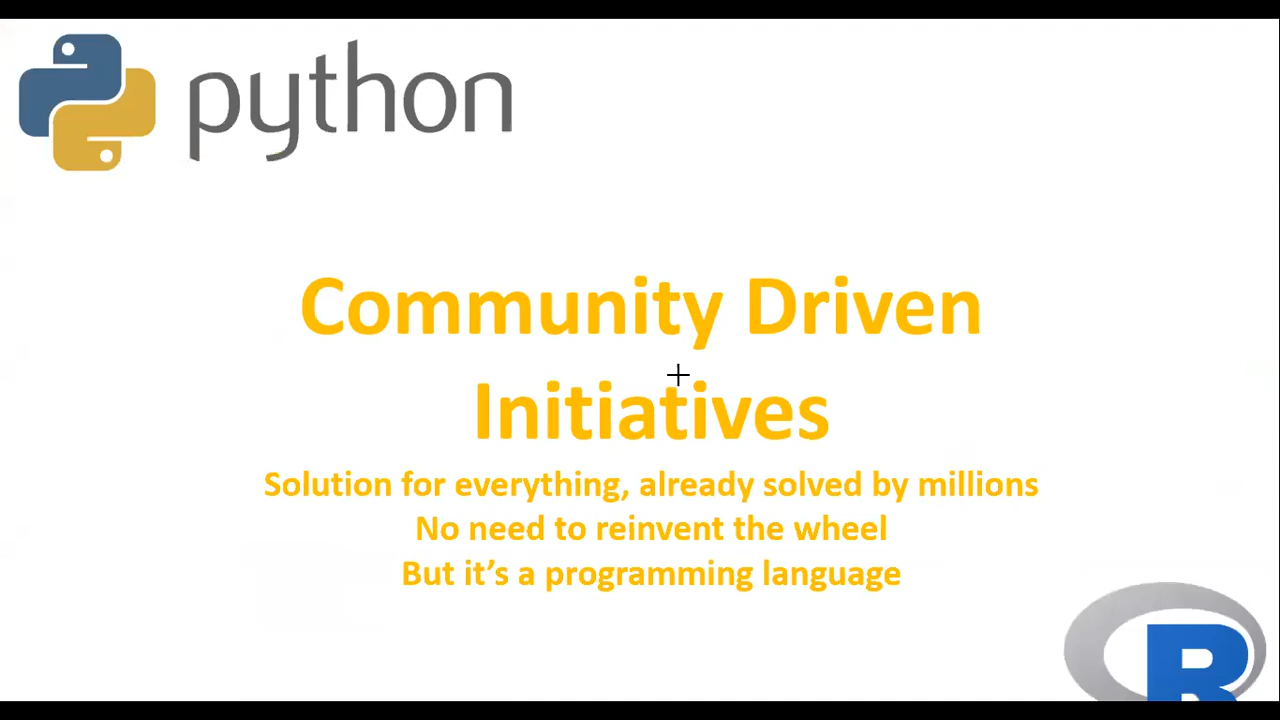 python
Community Driven
Initiatives
Solution for everything, already solved by millions
No need to reinvent the wheel
But it’s a programming language
R